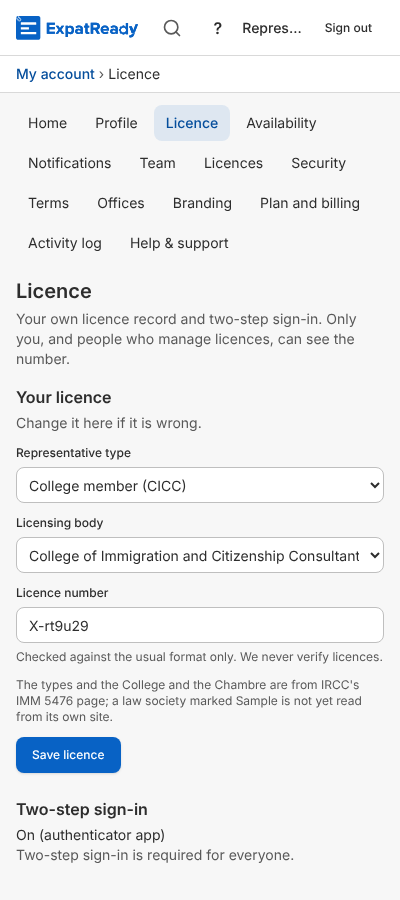 ExpatReady ? Repres... Sign out
My account › Licence
Home Profile Licence Availability
Notifications Team Licences Security
Terms Offices Branding Plan and billing
Activity log Help & support
Licence
Your own licence record and two-step sign-in. Only
you, and people who manage licences, can see the
number.
Your licence
Change it here if it is wrong.
Representative type
College member (CICC)
Licensing body
College of Immigration and Citizenship Consultant
Licence number
X-rt9u29
Checked against the usual format only. We never verify licences.
The types and the College and the Chambre are from IRCC's
IMM 5476 page; a law society marked Sample is not yet read
from its own site.
Save licence
Two-step sign-in
On (authenticator app)
Two-step sign-in is required for everyone.